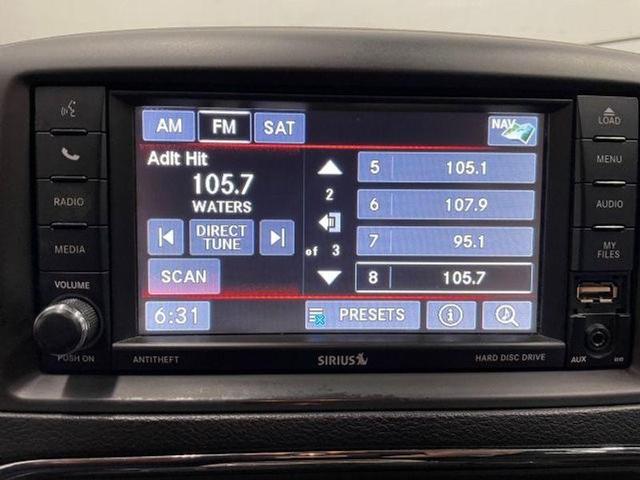 AM FM SAT NAV
Adlt Hit
105.7
WATERS
DIRECT
TUNE
SCAN
6:31
2
of 3
5 105.1
6 107.9
7 95.1
8 105.7
PRESETS
RADIO
MEDIA
VOLUME
PUSH ON
ANTITHEFT
SIRIUS
HARD DISC DRIVE
LOAD
MENU
AUDIO
MY
FILES
AUX